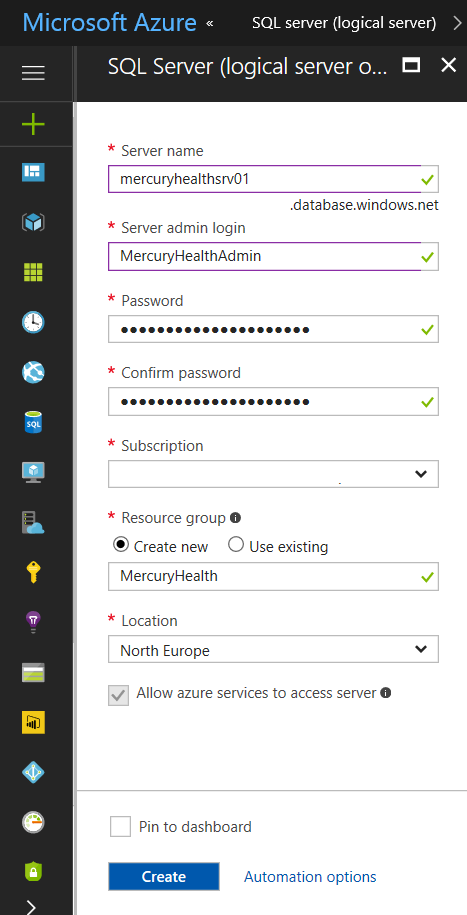 Microsoft Azure « SQL server (logical server)
SQL Server (logical server o...
* Server name
mercuryhealthsrv01
.database.windows.net
* Server admin login
MercuryHealthAdmin
* Password
●●●●●●●●●●●●●●●●●●●●●
* Confirm password
●●●●●●●●●●●●●●●●●●●●●
* Subscription
* Resource group
Create new Use existing
MercuryHealth
* Location
North Europe
Allow azure services to access server
Pin to dashboard
Create Automation options
SQL